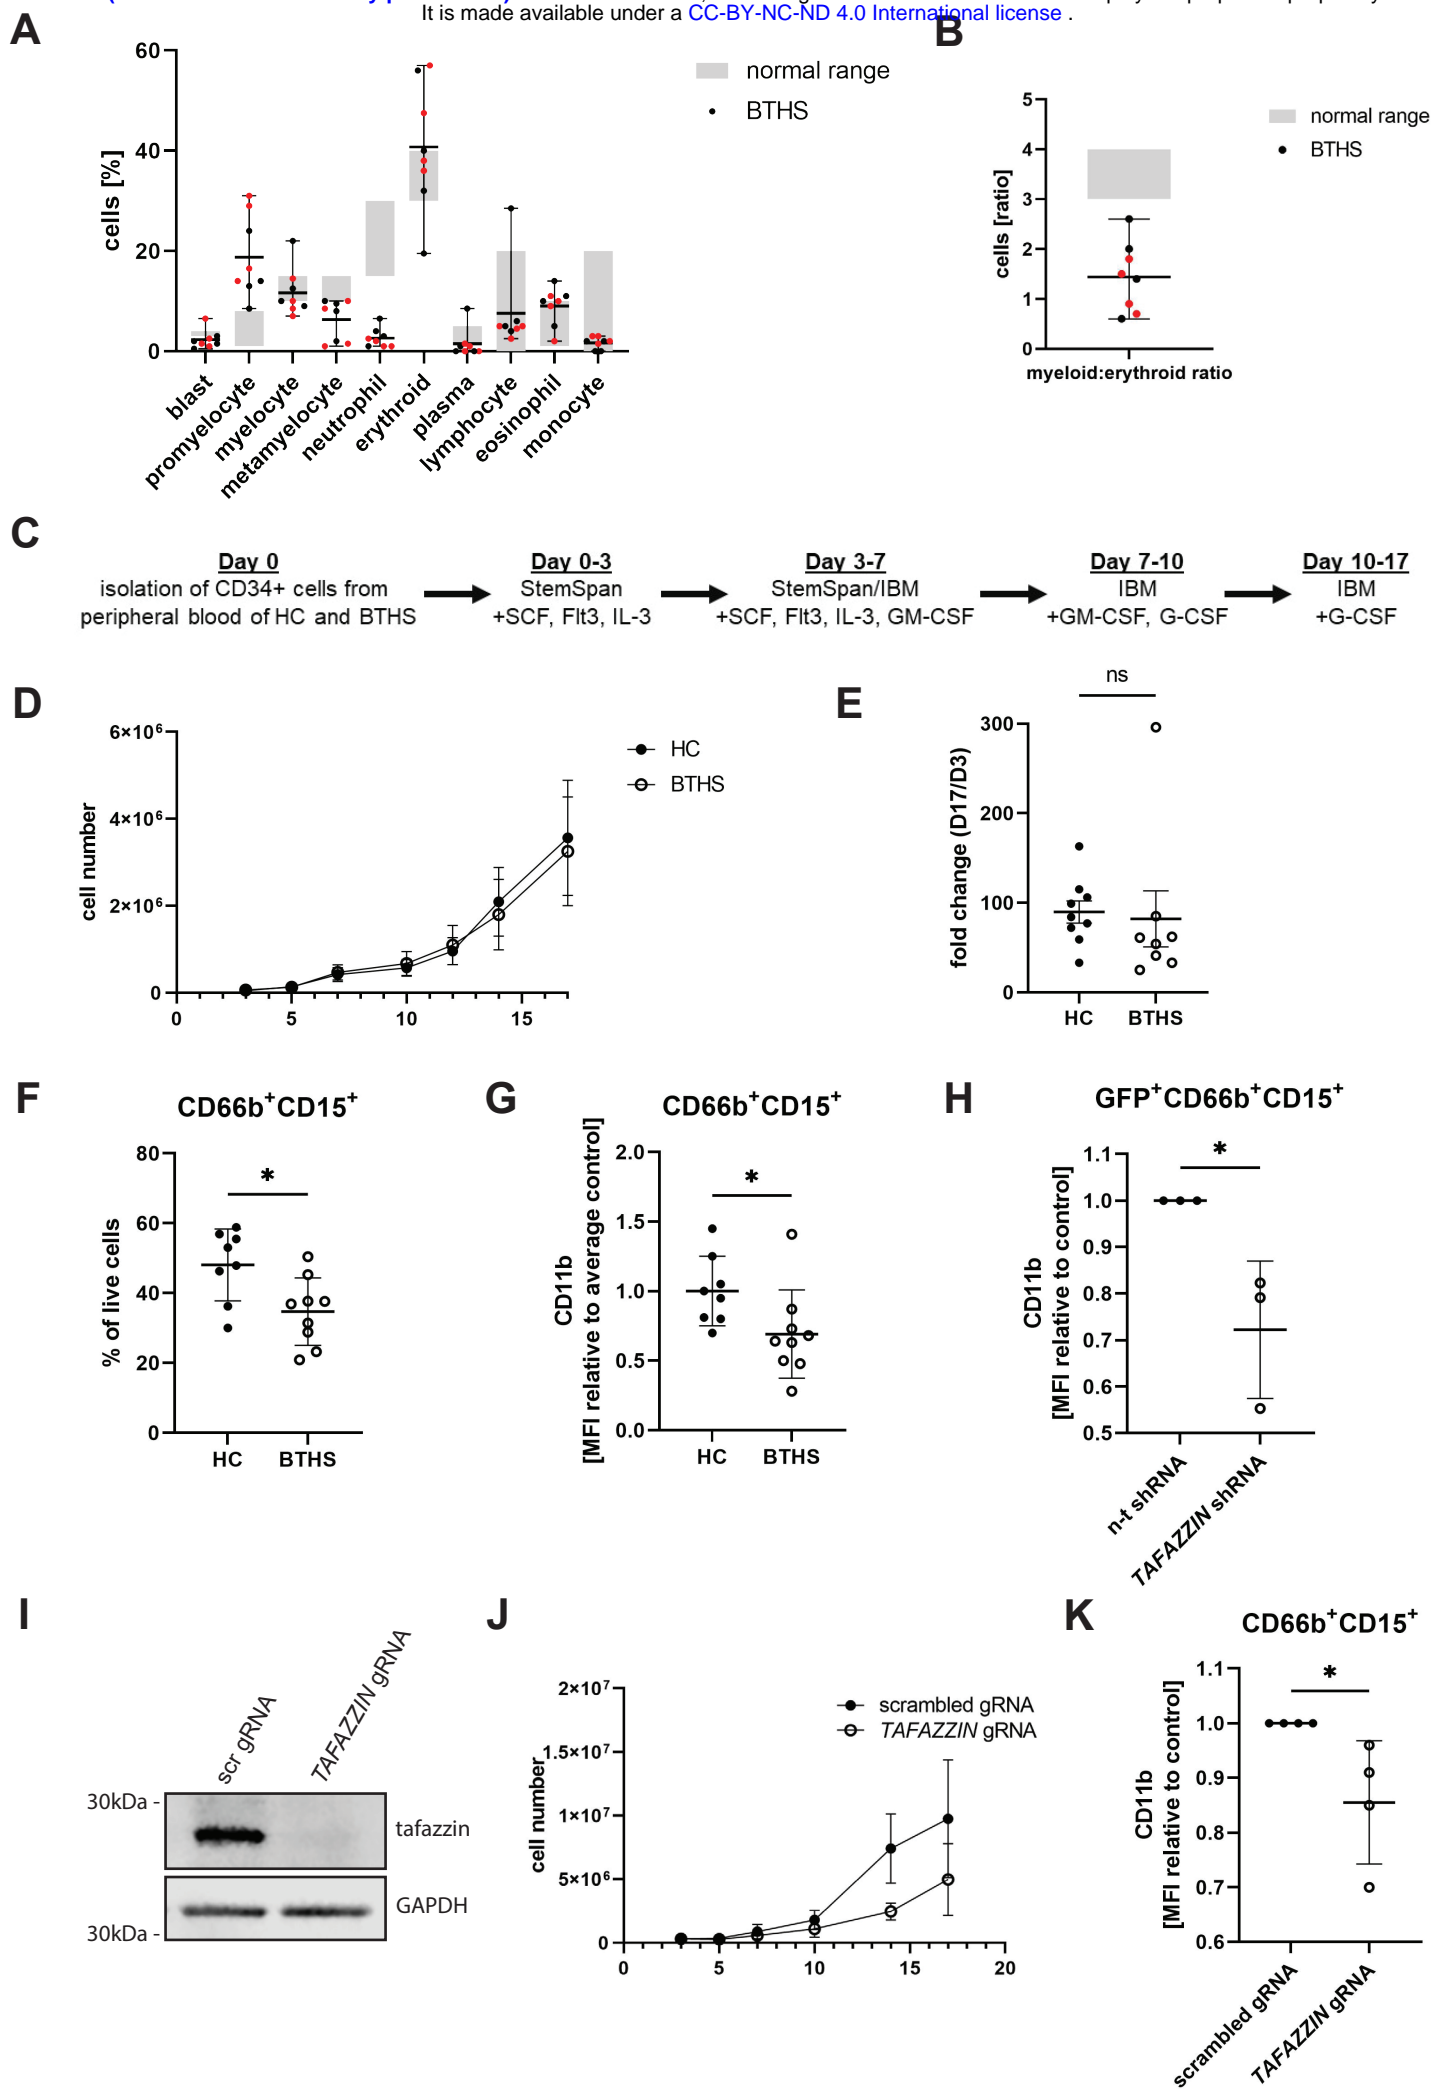 It is made available under a CC-BY-NC-ND 4.0 International license .
A
60
40
20
0
cells [%]
blast
promyelocyte
myelocyte
metamyelocyte
neutrophil
erythroid
plasma
lymphocyte
eosinophil
monocyte
normal range
BTHS
B
5
4
3
2
1
0
cells [ratio]
myeloid:erythroid ratio
normal range
BTHS
C
Day 0
isolation of CD34+ cells from
peripheral blood of HC and BTHS
Day 0-3
StemSpan
+SCF, Flt3, IL-3
Day 3-7
StemSpan/IBM
+SCF, Flt3, IL-3, GM-CSF
Day 7-10
IBM
+GM-CSF, G-CSF
Day 10-17
IBM
+G-CSF
D
6×10⁶
4×10⁶
2×10⁶
0
cell number
0 5 10 15
HC
BTHS
E
ns
300
200
100
0
fold change (D17/D3)
HC BTHS
F
CD66b⁺CD15⁺
*
80
60
40
20
0
% of live cells
HC BTHS
G
CD66b⁺CD15⁺
*
2.0
1.5
1.0
0.5
0.0
CD11b
[MFI relative to average control]
HC BTHS
H
GFP⁺CD66b⁺CD15⁺
*
1.1
1.0
0.9
0.8
0.7
0.6
0.5
CD11b
[MFI relative to control]
n-t shRNA
TAFAZZIN shRNA
I
scr gRNA
TAFAZZIN gRNA
30kDa -
tafazzin
GAPDH
30kDa -
J
2×10⁷
1.5×10⁷
1×10⁷
5×10⁶
0
cell number
0 5 10 15 20
scrambled gRNA
TAFAZZIN gRNA
K
CD66b⁺CD15⁺
*
1.1
1.0
0.9
0.8
0.7
0.6
CD11b
[MFI relative to control]
scrambled gRNA
TAFAZZIN gRNA